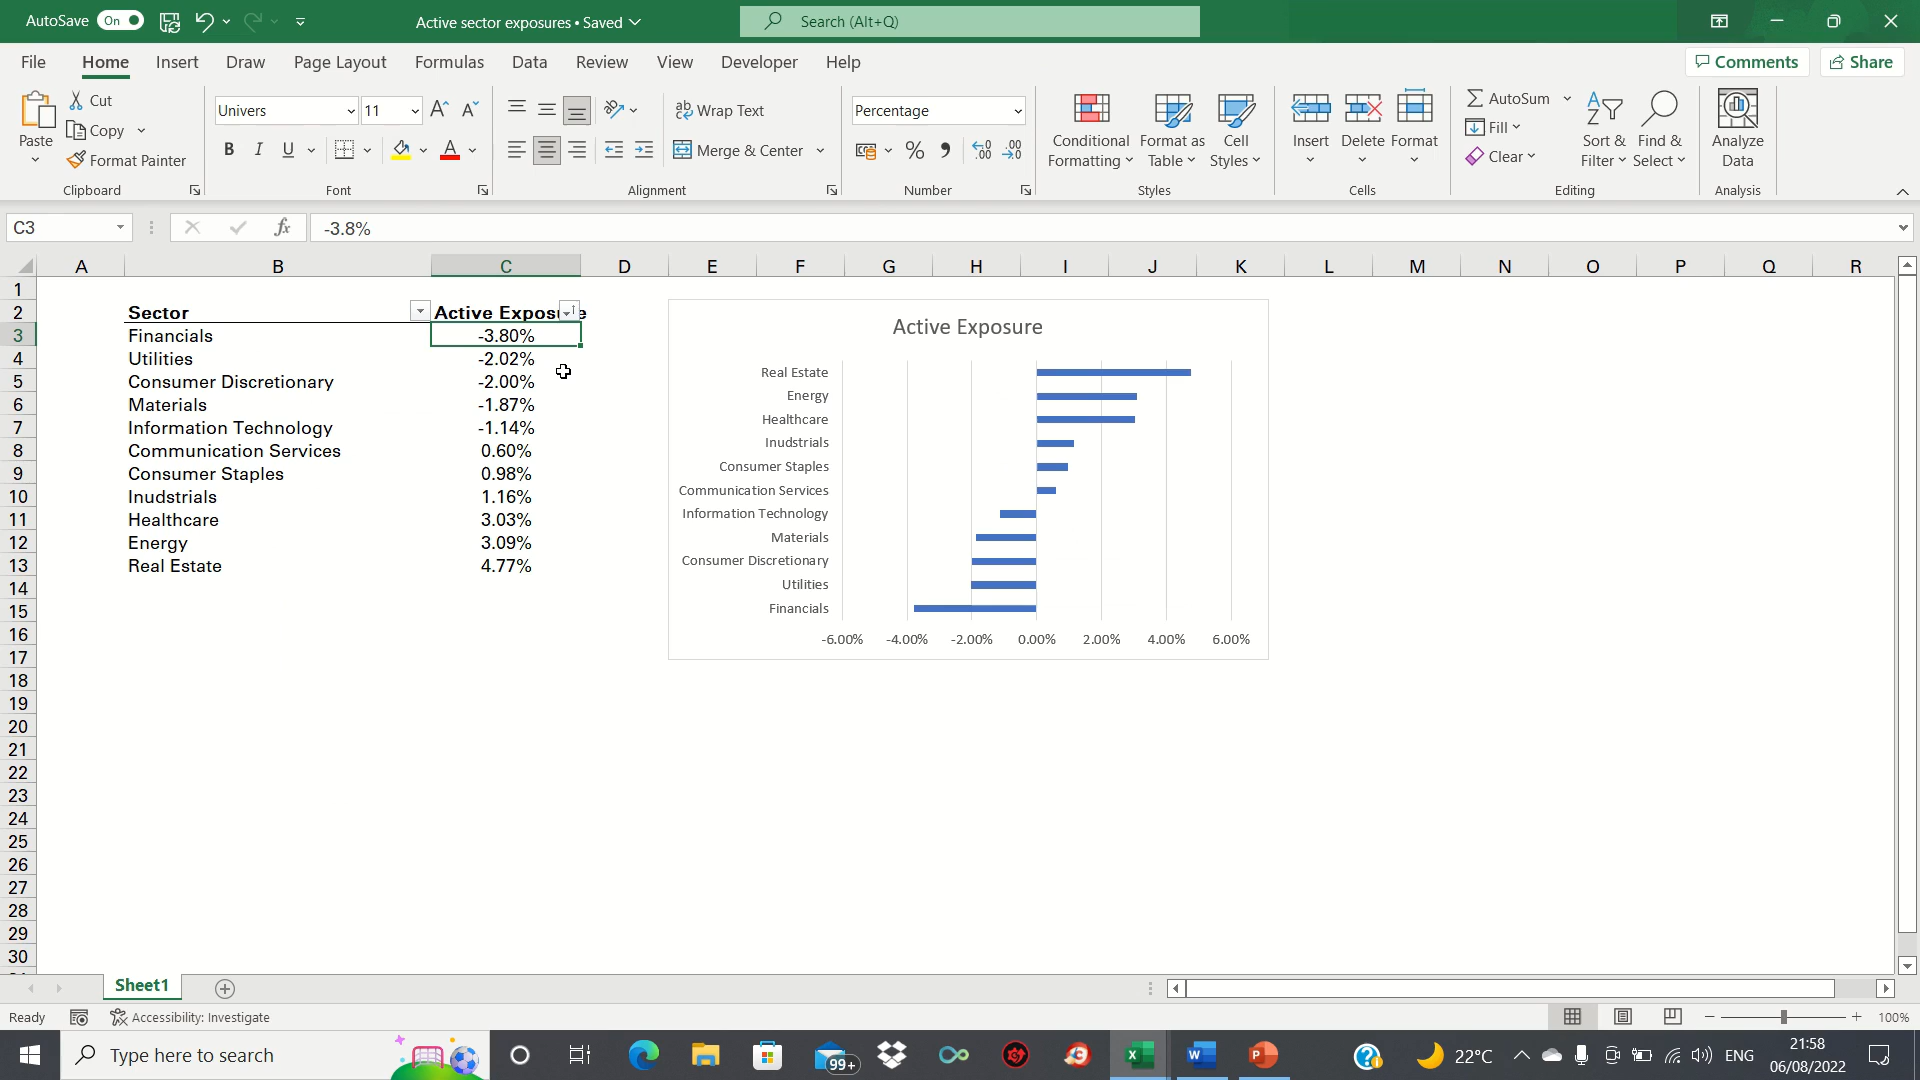 AutoSave On
Active sector exposures • Saved
Search (Alt+Q)
File Home Insert Draw Page Layout Formulas Data Review View Developer Help
Comments Share
Paste
Cut
Copy
Format Painter
Clipboard
Univers 11
B I U
A
Font
Wrap Text
Merge & Center
Alignment
Percentage
Number
Conditional Formatting
Format as Table
Cell Styles
Styles
Insert Delete Format
Cells
AutoSum
Fill
Clear
Sort & Filter
Find & Select
Editing
Analyze Data
Analysis
C3 fx -3.8%
A B C D E F G H I J K L M N O P Q R
1
2 Sector Active Exposure
3 Financials -3.80%
4 Utilities -2.02%
5 Consumer Discretionary -2.00%
6 Materials -1.87%
7 Information Technology -1.14%
8 Communication Services 0.60%
9 Consumer Staples 0.98%
10 Inudstrials 1.16%
11 Healthcare 3.03%
12 Energy 3.09%
13 Real Estate 4.77%
14
15
16
17
18
19
20
21
22
23
24
25
26
27
28
29
30
Active Exposure
Real Estate
Energy
Healthcare
Inudstrials
Consumer Staples
Communication Services
Information Technology
Materials
Consumer Discretionary
Utilities
Financials
-6.00% -4.00% -2.00% 0.00% 2.00% 4.00% 6.00%
Sheet1
Ready Accessibility: Investigate 100%
Type here to search
99+
22°C ENG
21:58
06/08/2022